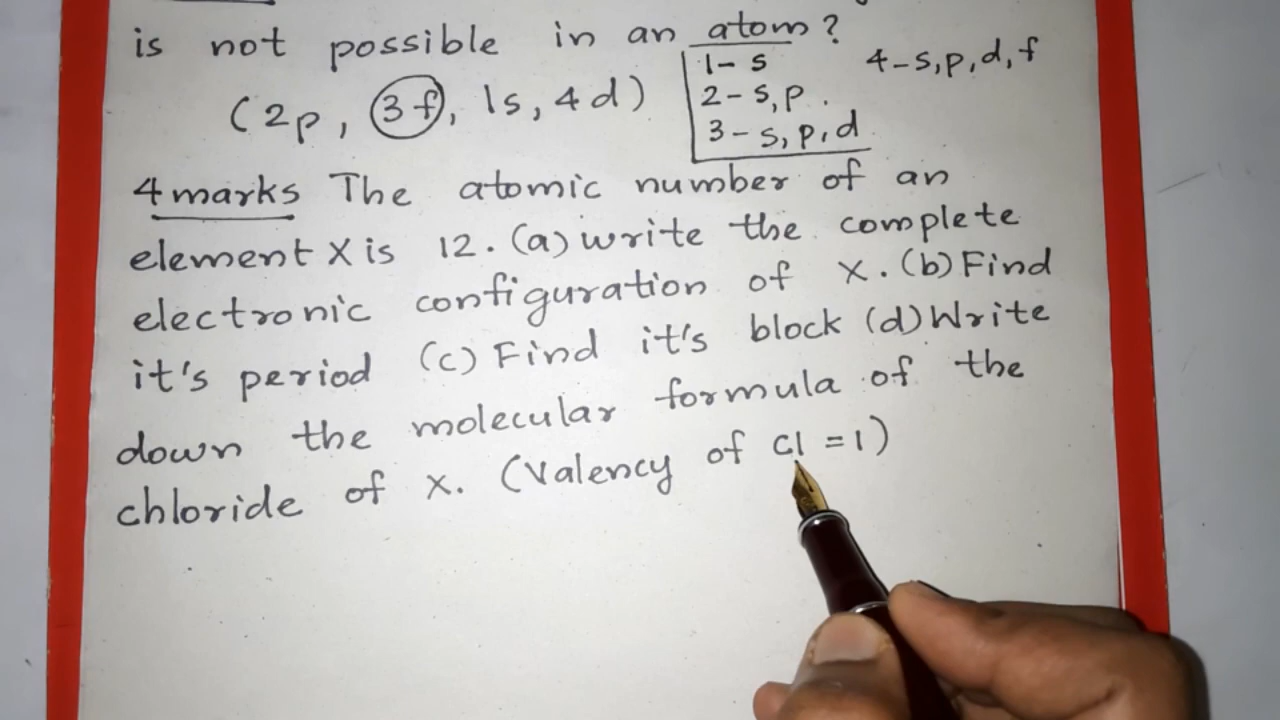 is not possible in an atom?
(2p, 3f, 1s, 4d)
1- s
2 - s, p.
3 - s, p, d
4 - s, p, d, f
4 marks The atomic number of an
element X is 12. (a) write the complete
electronic configuration of X. (b) Find
it's period (c) Find it's block (d) Write
down the molecular formula of the
chloride of X. (Valency of Cl = 1)